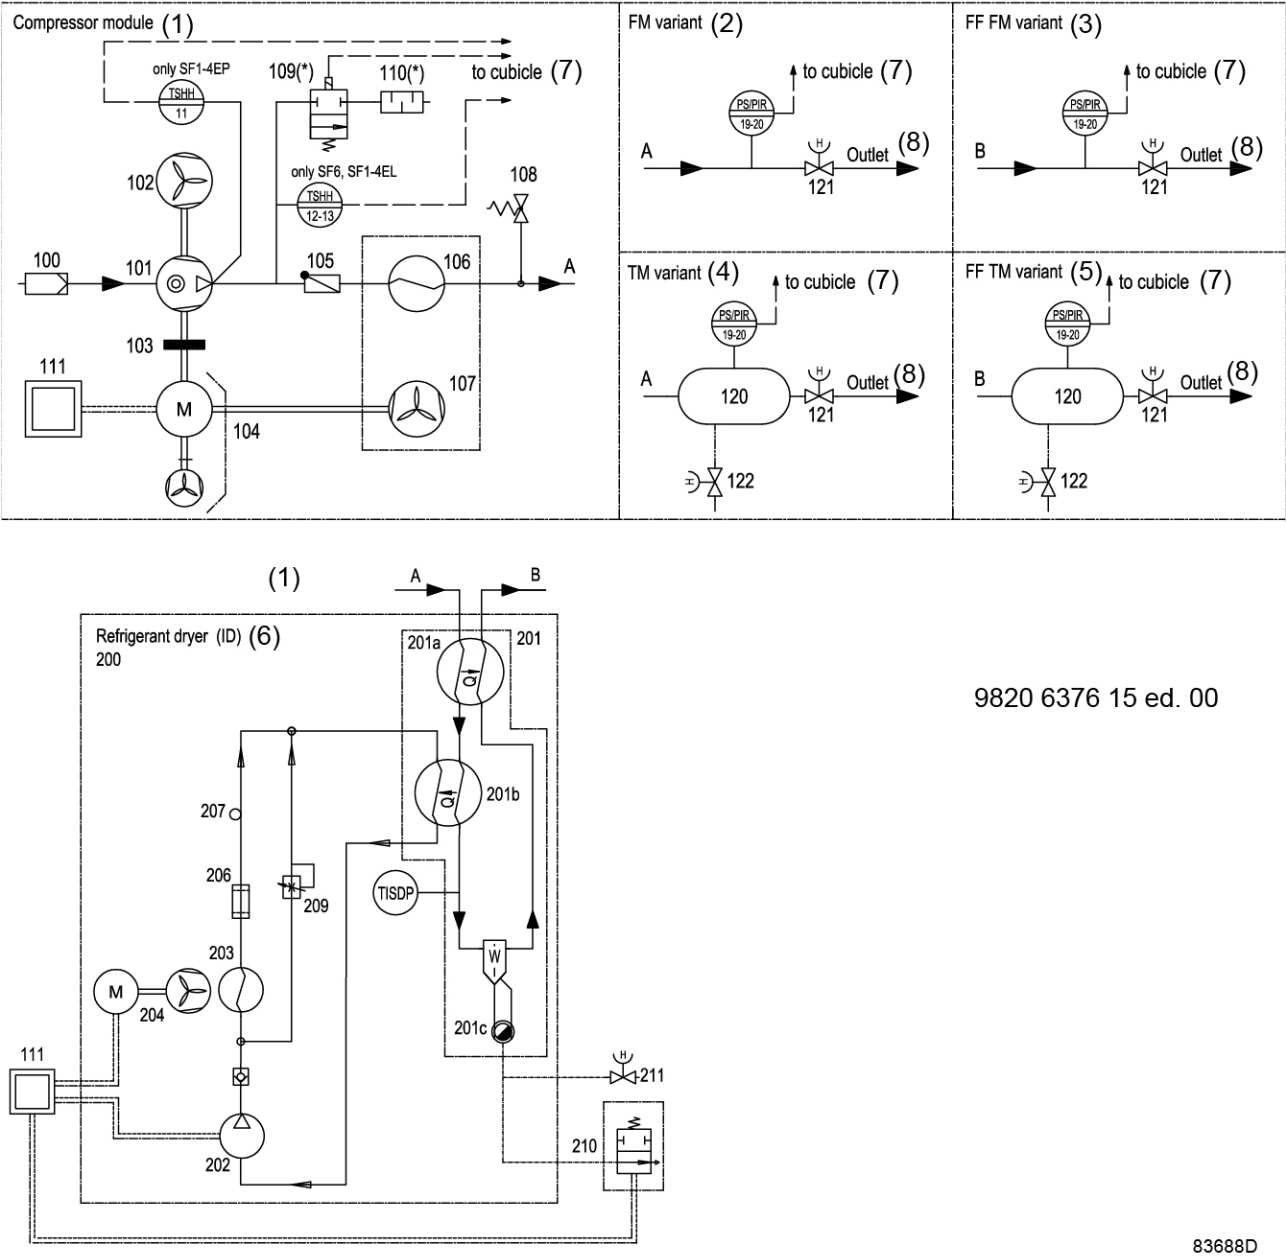 Compressor module (1)
only SF1-4EP
TSHH
11
109(*)
110(*)
to cubicle (7)
102
only SF6, SF1-4EL
TSHH
12-13
108
100
101
105
106
A
103
111
M
104
107
FM variant (2)
to cubicle (7)
PS/PIR
19-20
A
H
Outlet (8)
121
FF FM variant (3)
to cubicle (7)
PS/PIR
19-20
B
H
Outlet (8)
121
TM variant (4)
to cubicle (7)
PS/PIR
19-20
A
120
H
Outlet (8)
121
H
122
FF TM variant (5)
to cubicle (7)
PS/PIR
19-20
B
120
H
Outlet (8)
121
H
122
(1)
A
B
Refrigerant dryer (ID) (6)
200
201a
201
Q
9820 6376 15 ed. 00
Q
201b
207
206
209
TISDP
203
W
M
204
201c
111
H
211
202
210
83688D